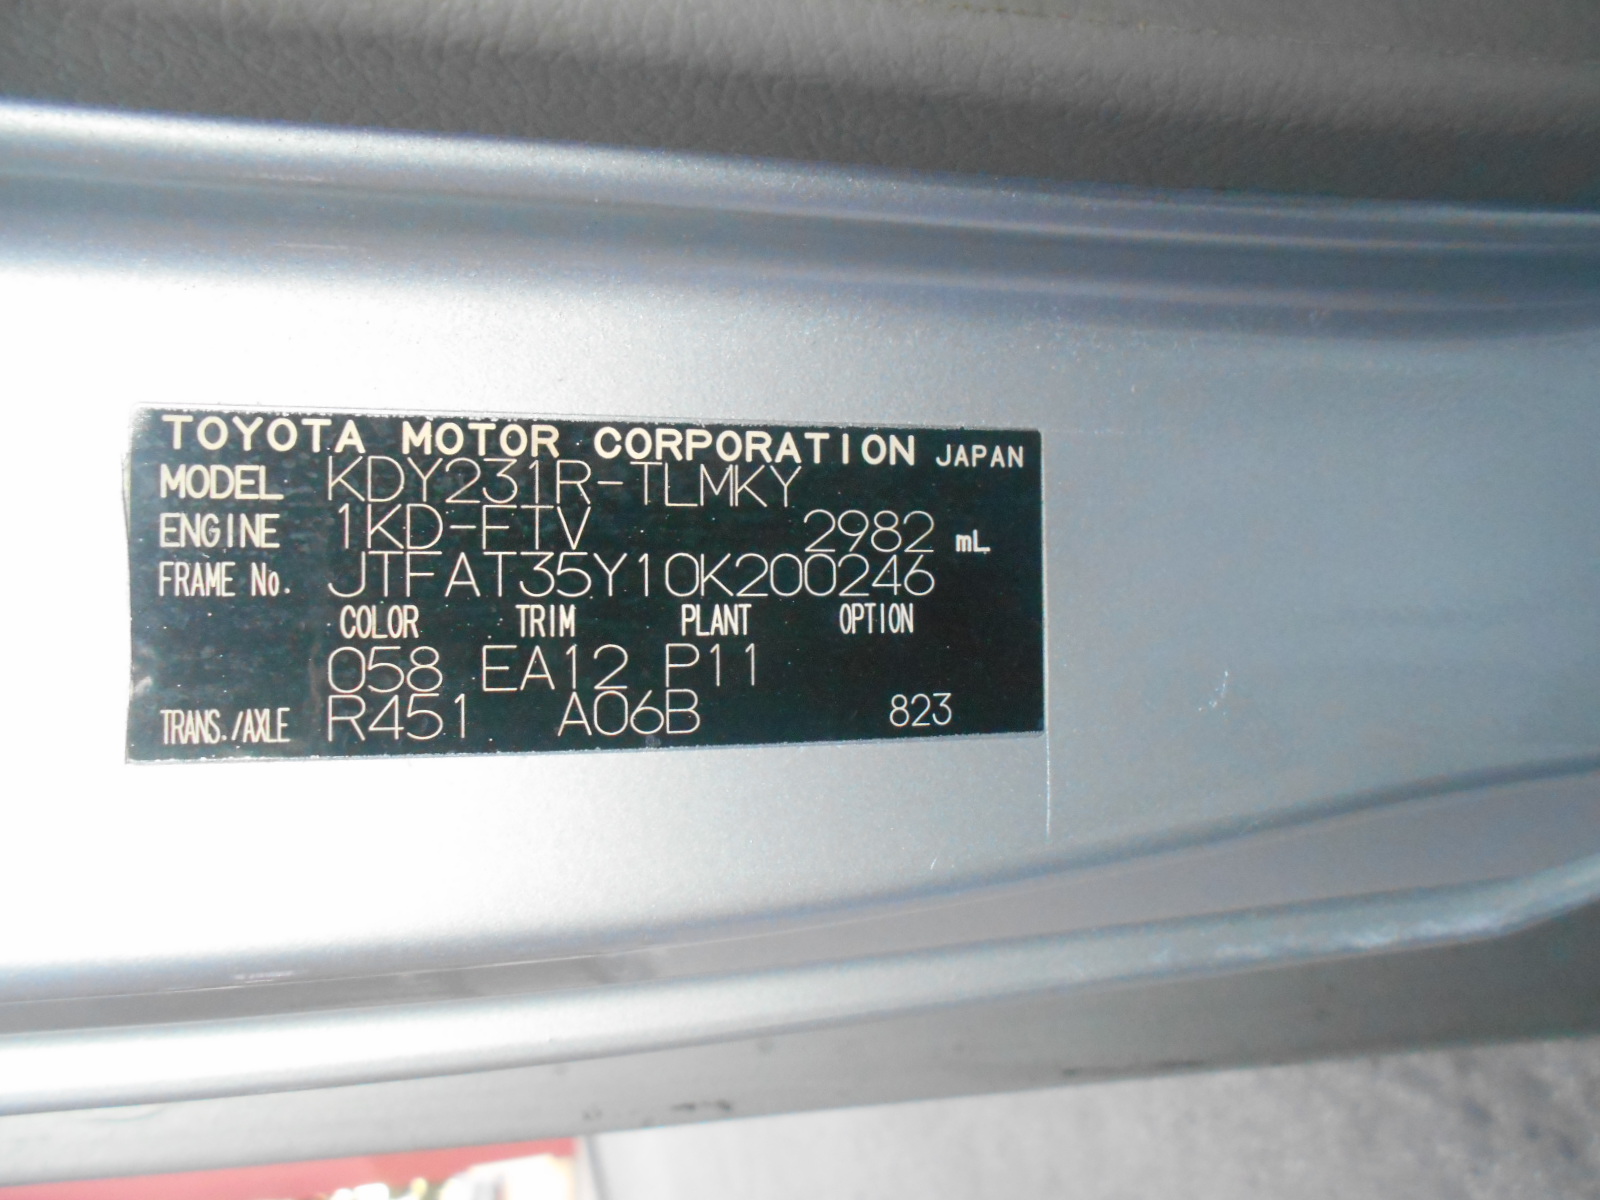 TOYOTA MOTOR CORPORATION JAPAN
MODEL KDY231R-TLMKY
ENGINE 1KD-FTV 2982 mL
FRAME No. JTFAT35Y10K200246
COLOR TRIM PLANT OPTION
058 EA12 P11
TRANS./AXLE R451 A06B 823